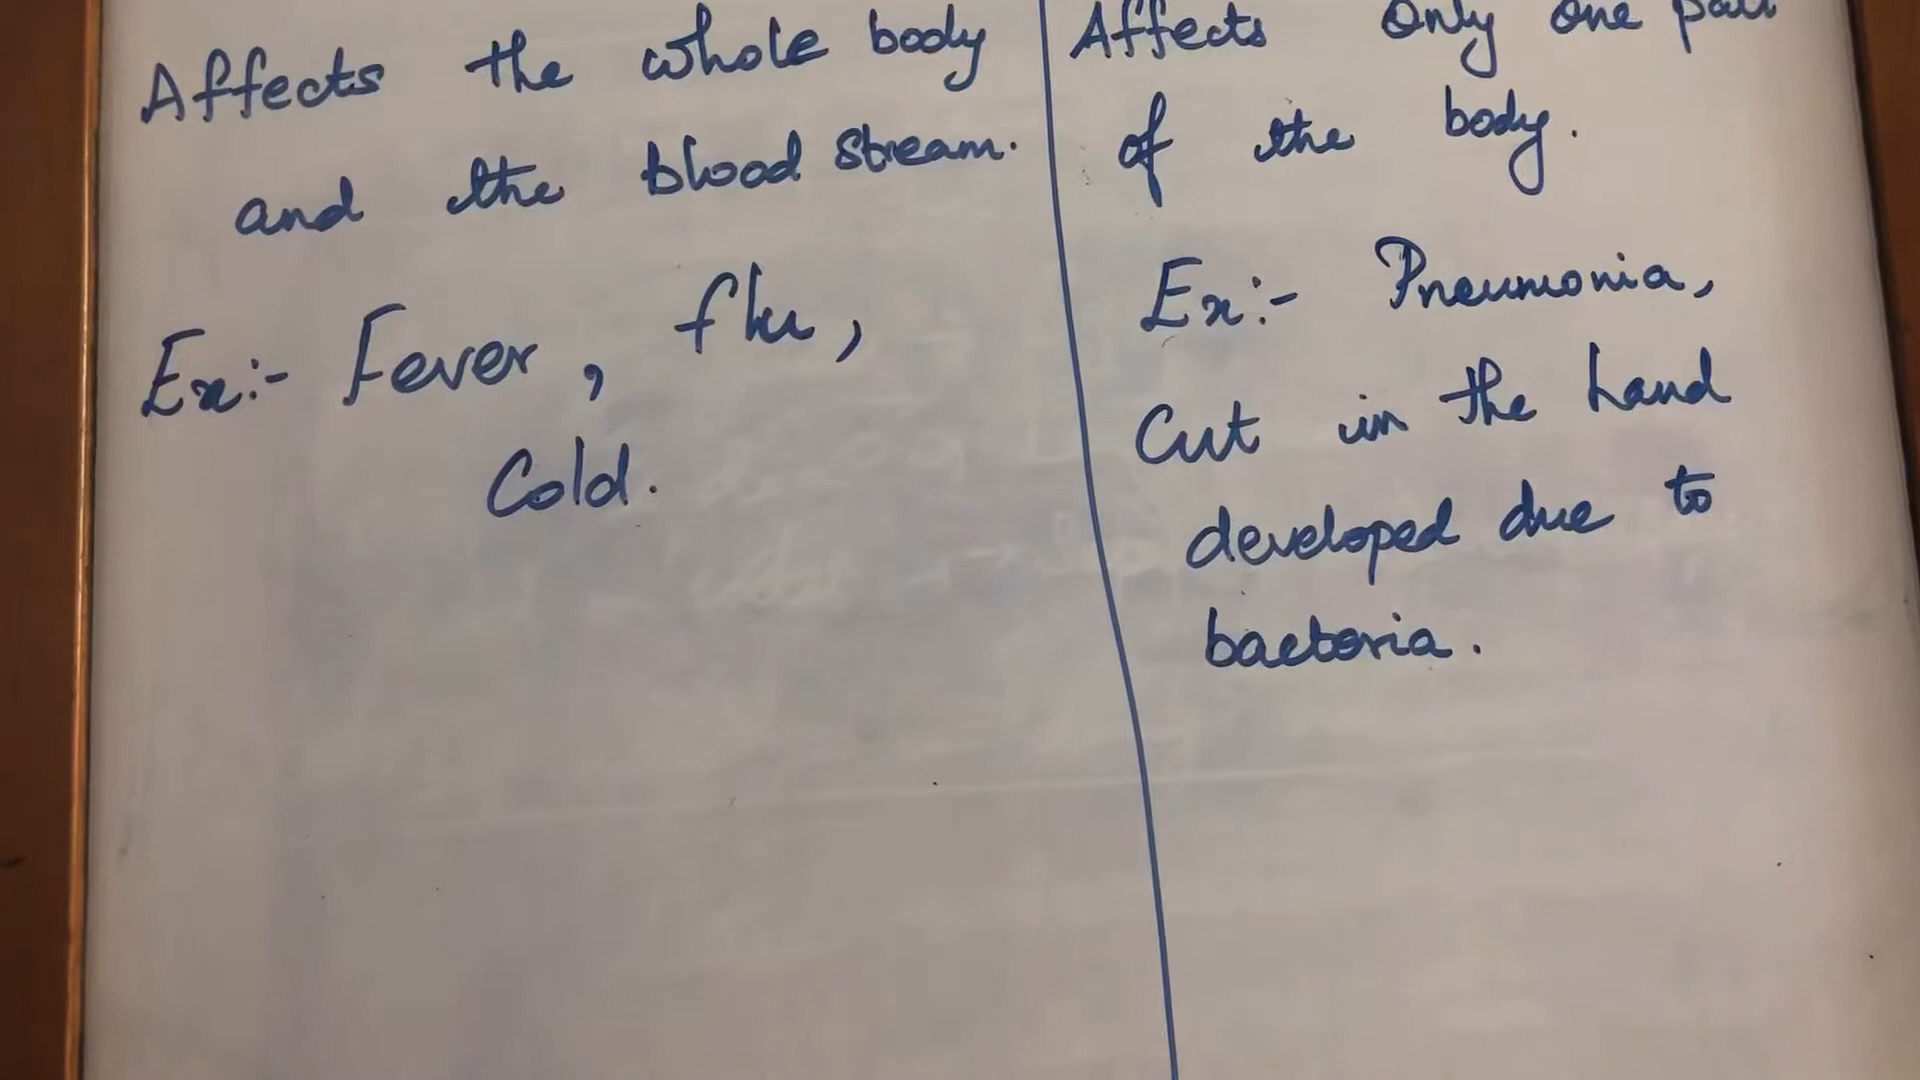 Affects the whole body
and the blood stream.
Ex:- Fever, flu,
Cold.
Affects only one part
of the body.
Ex:- Pneumonia,
Cut in the hand
developed due to
bacteria.